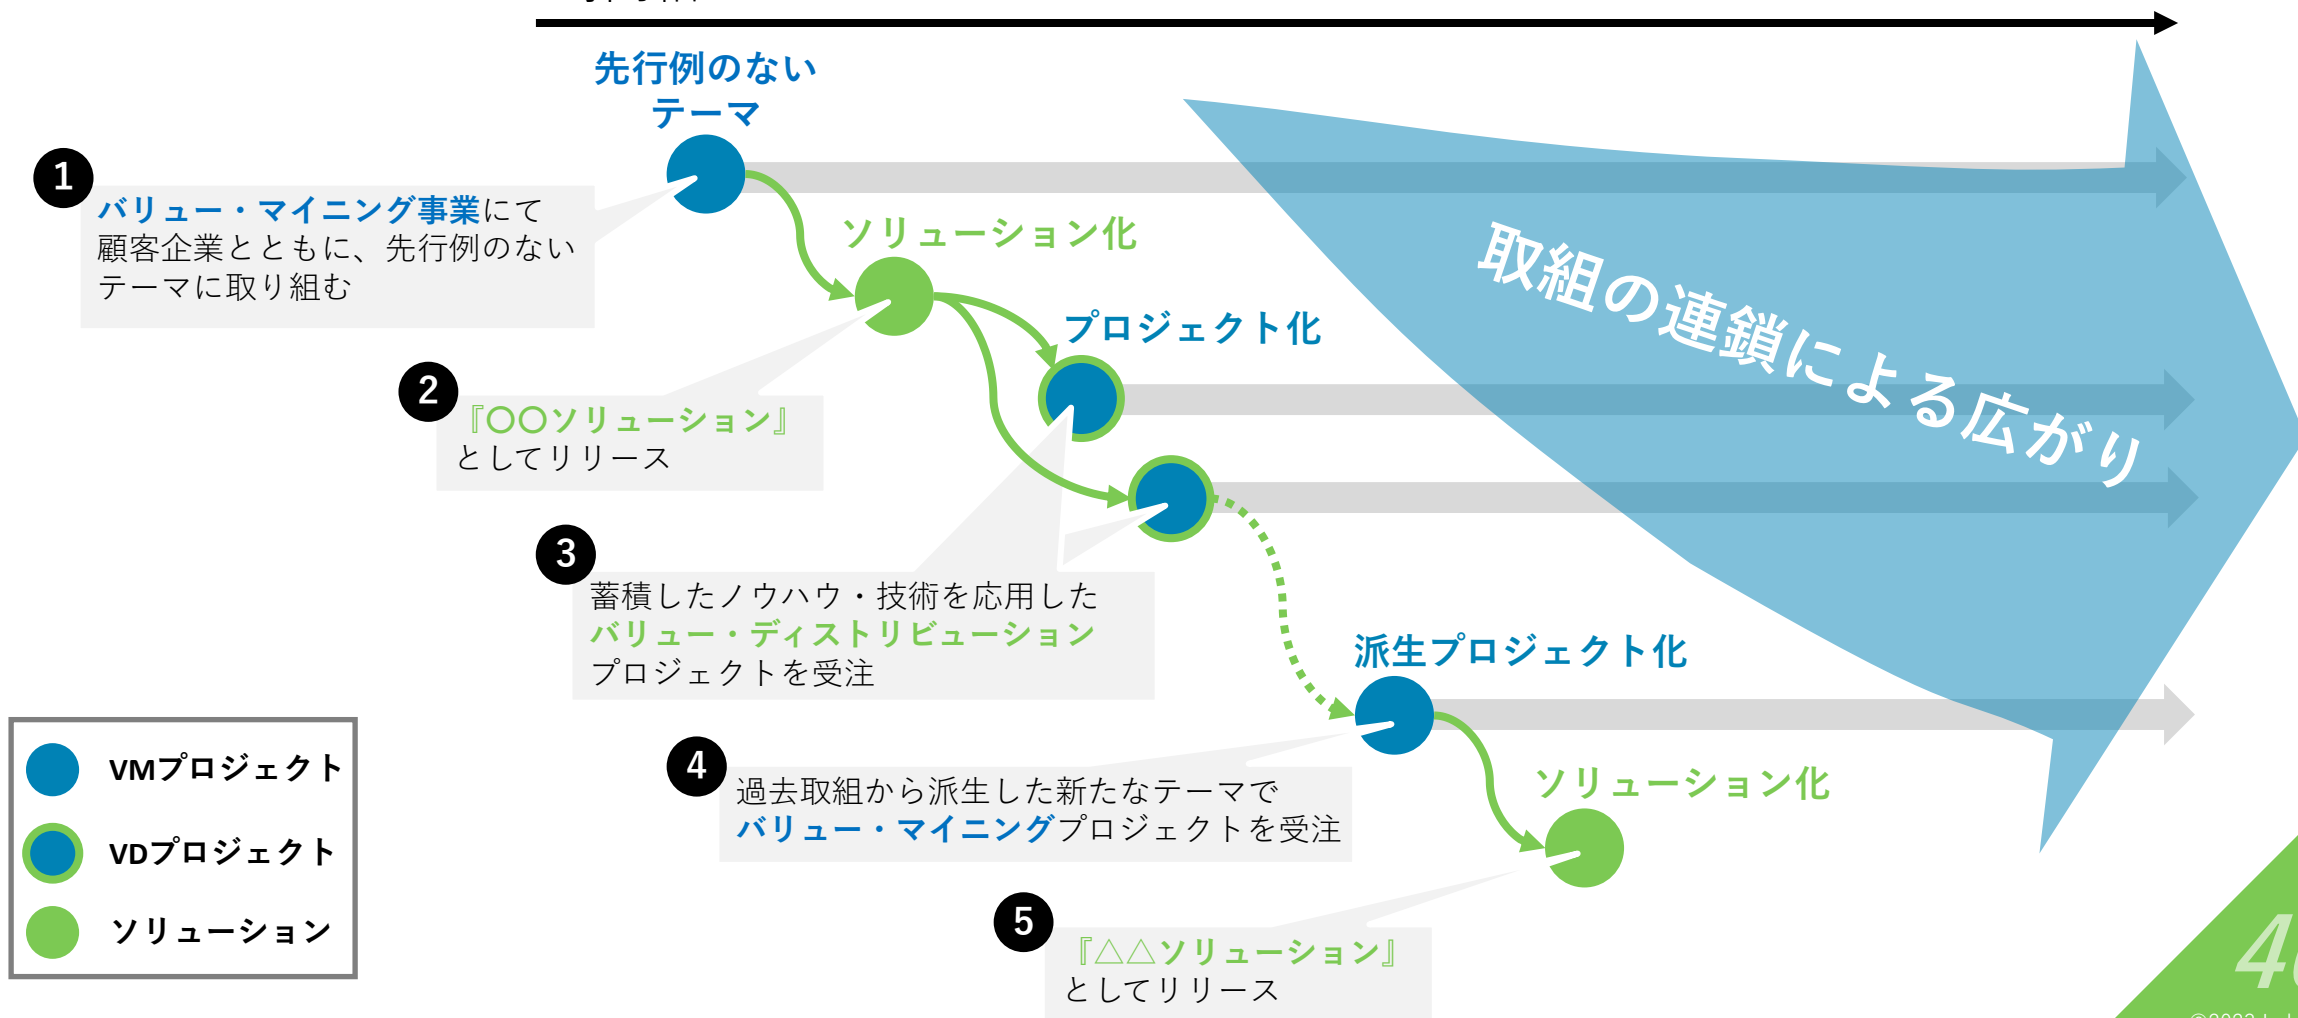 先行例のない
テーマ
1
バリュー・マイニング事業にて
顧客企業とともに、先行例のない
テーマに取り組む
ソリューション化
プロジェクト化
取組の連鎖による広がり
2
『〇〇ソリューション』
としてリリース
3
蓄積したノウハウ・技術を応用した
バリュー・ディストリビューション
プロジェクトを受注
派生プロジェクト化
4
過去取組から派生した新たなテーマで
バリュー・マイニングプロジェクトを受注
ソリューション化
5
『△△ソリューション』
としてリリース
VMプロジェクト
VDプロジェクト
ソリューション